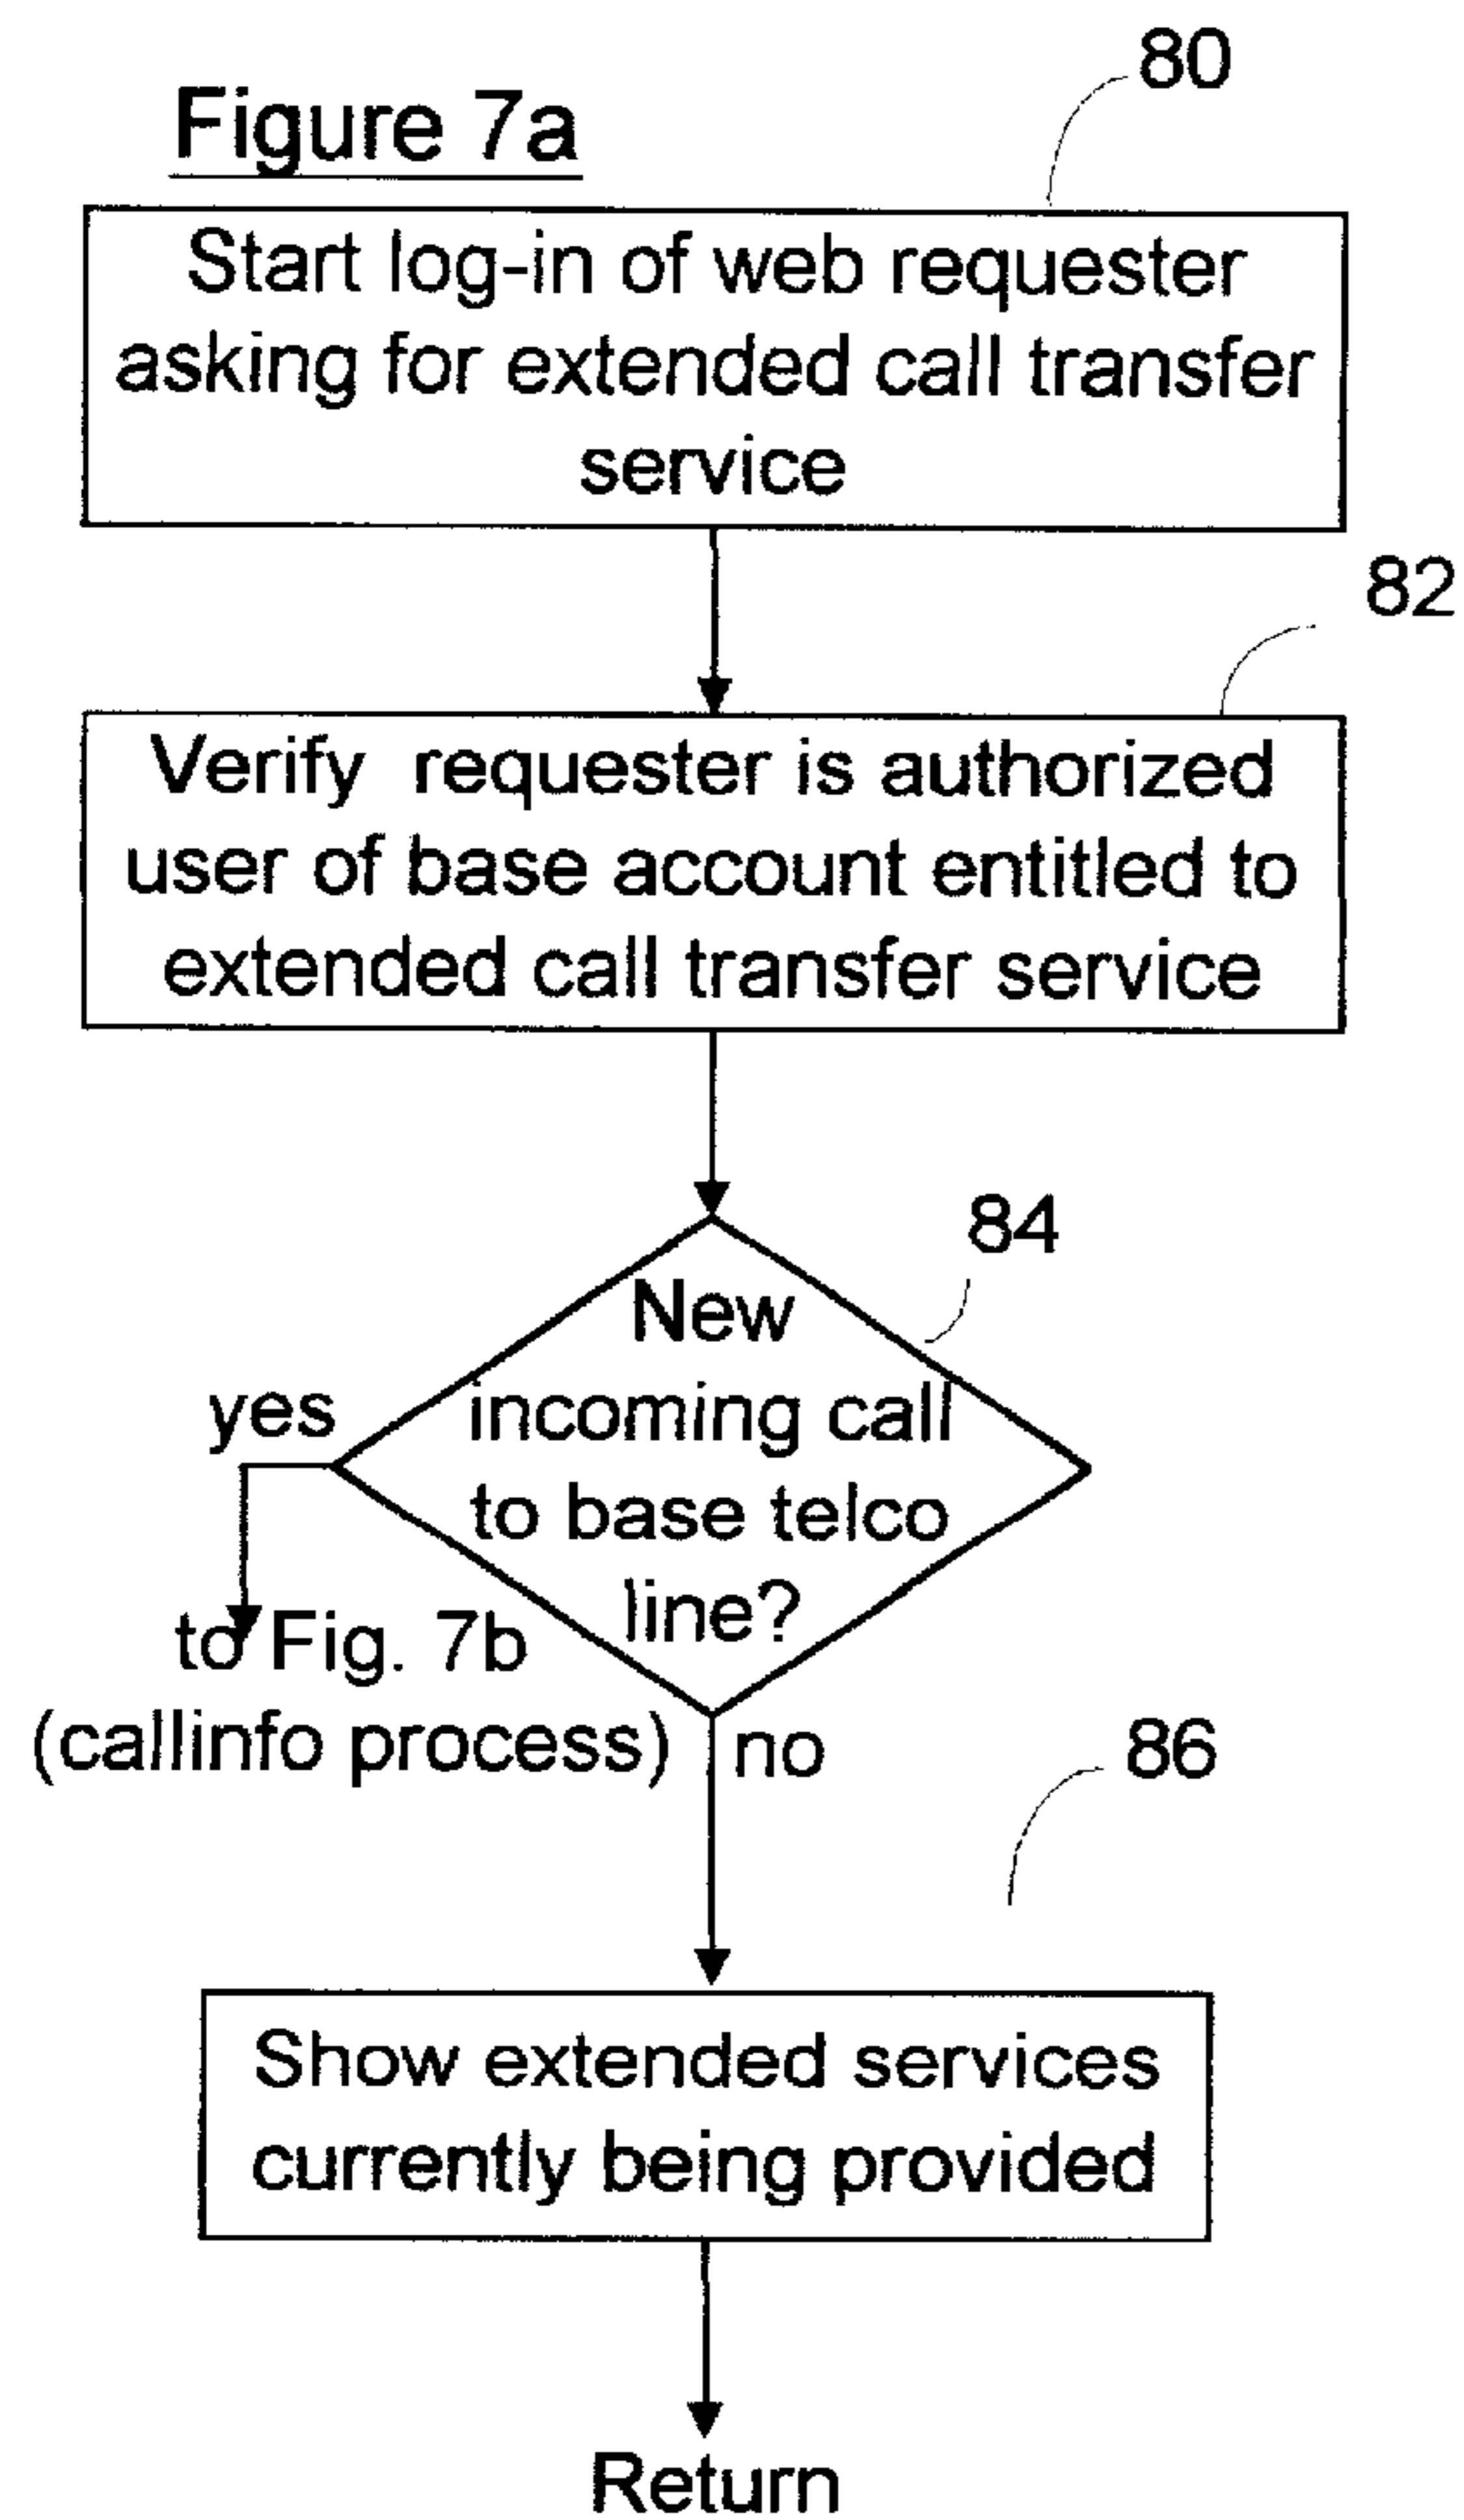 80
Figure 7a
Start log-in of web requester
asking for extended call transfer
service
82
Verify requester is authorized
user of base account entitled to
extended call transfer service
84
New
incoming call
to base telco
line?
yes
to Fig. 7b
(callinfo process)
no
86
Show extended services
currently being provided
Return